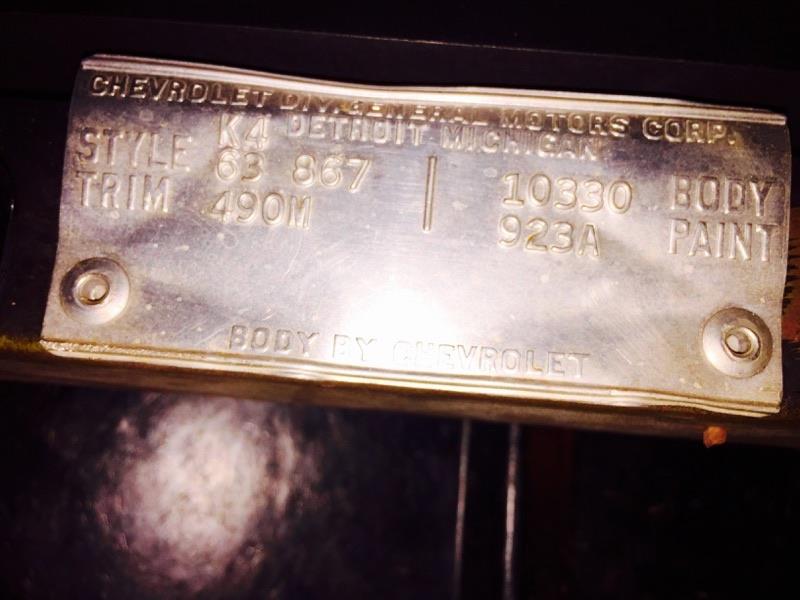 CHEVROLET DIV. GENERAL MOTORS CORP.
K4 DETROIT MICHIGAN
STYLE 63 867 | 10330 BODY
TRIM 490M 923A PAINT
BODY BY CHEVROLET